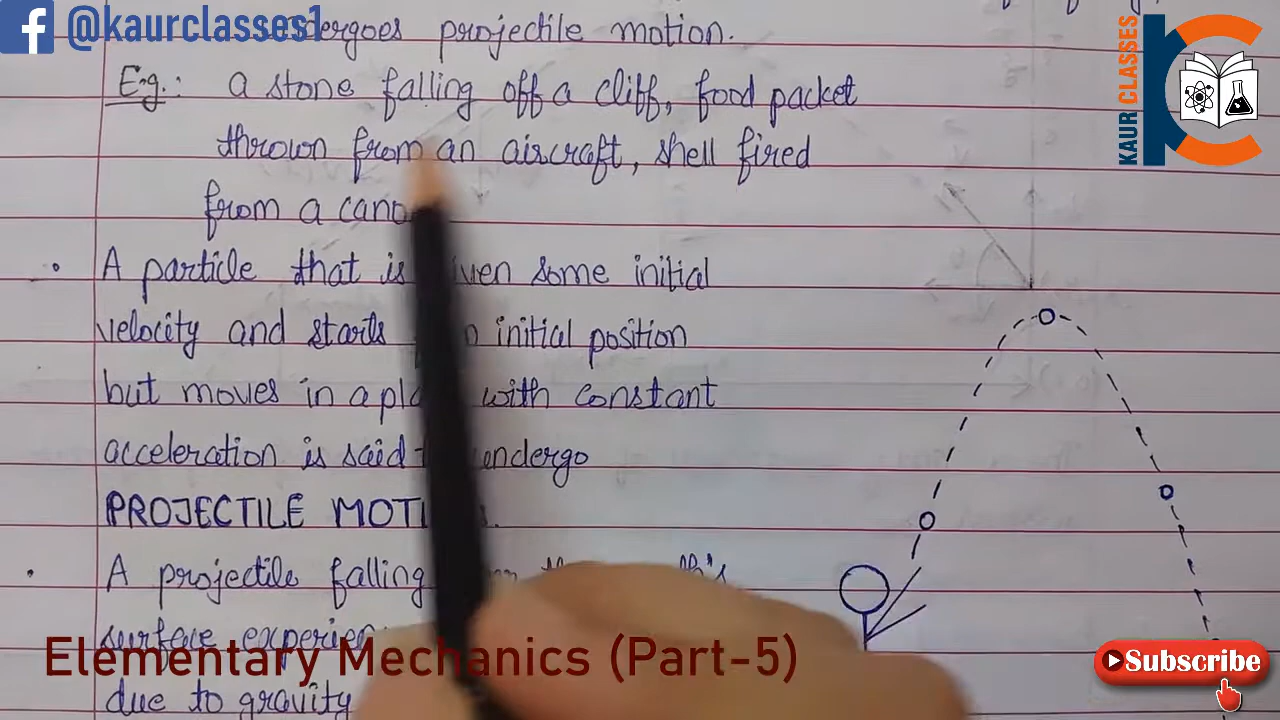 @kaurclasses1
undergoes projectile motion.
E.g.: a stone falling off a cliff, food packet
thrown from an aircraft, shell fired
from a cano
• A particle that is given some initial
velocity and starts initial position
but moves in a with constant
acceleration is said undergo
PROJECTILE MOTI
• A projectile falling
surface experien
due to gravity
KAUR CLASSES
Elementary Mechanics (Part-5)
Subscribe